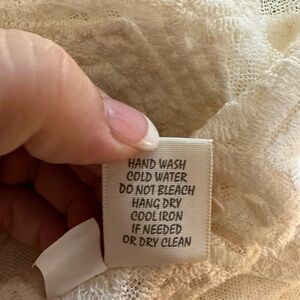 HAND WASH
COLD WATER
DO NOT BLEACH
HANG DRY
COOL IRON
IF NEEDED
OR DRY CLEAN